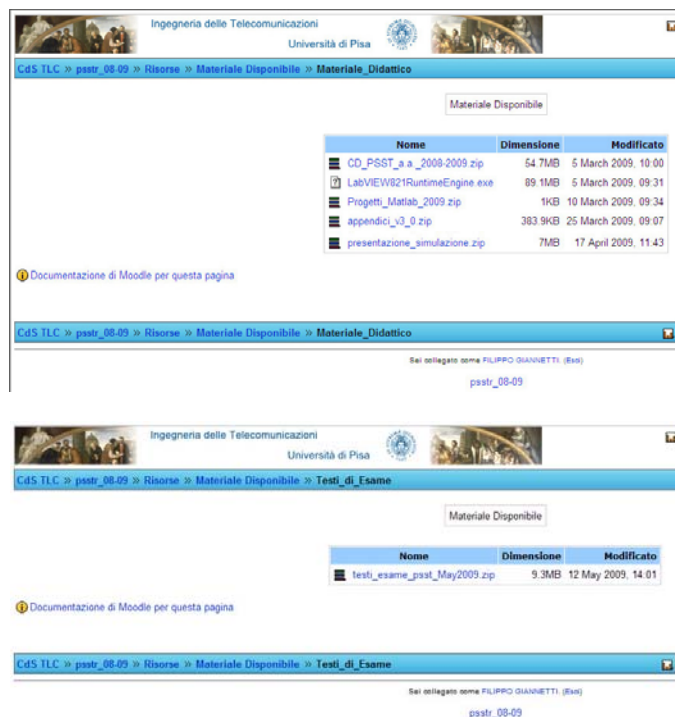 Ingegneria delle Telecomunicazioni
Università di Pisa
CdS TLC » psstr_08-09 » Risorse » Materiale Disponibile » Materiale_Didattico
Materiale Disponibile
Nome Dimensione Modificato
CD_PSST_a.a._2008-2009.zip 54.7MB 5 March 2009, 10:00
LabVIEW821RuntimeEngine.exe 89.1MB 5 March 2009, 09:31
Progetti_Matlab_2009.zip 1KB 10 March 2009, 09:34
appendici_v3_0.zip 383.9KB 25 March 2009, 09:07
presentazione_simulazione.zip 7MB 17 April 2009, 11:43
Documentazione di Moodle per questa pagina
CdS TLC » psstr_08-09 » Risorse » Materiale Disponibile » Materiale_Didattico
Sei collegato come FILIPPO GIANNETTI. (Esci)
psstr_08-09
Ingegneria delle Telecomunicazioni
Università di Pisa
CdS TLC » psstr_08-09 » Risorse » Materiale Disponibile » Testi_di_Esame
Materiale Disponibile
Nome Dimensione Modificato
testi_esame_psst_May2009.zip 9.3MB 12 May 2009, 14:01
Documentazione di Moodle per questa pagina
CdS TLC » psstr_08-09 » Risorse » Materiale Disponibile » Testi_di_Esame
Sei collegato come FILIPPO GIANNETTI. (Esci)
psstr_08-09